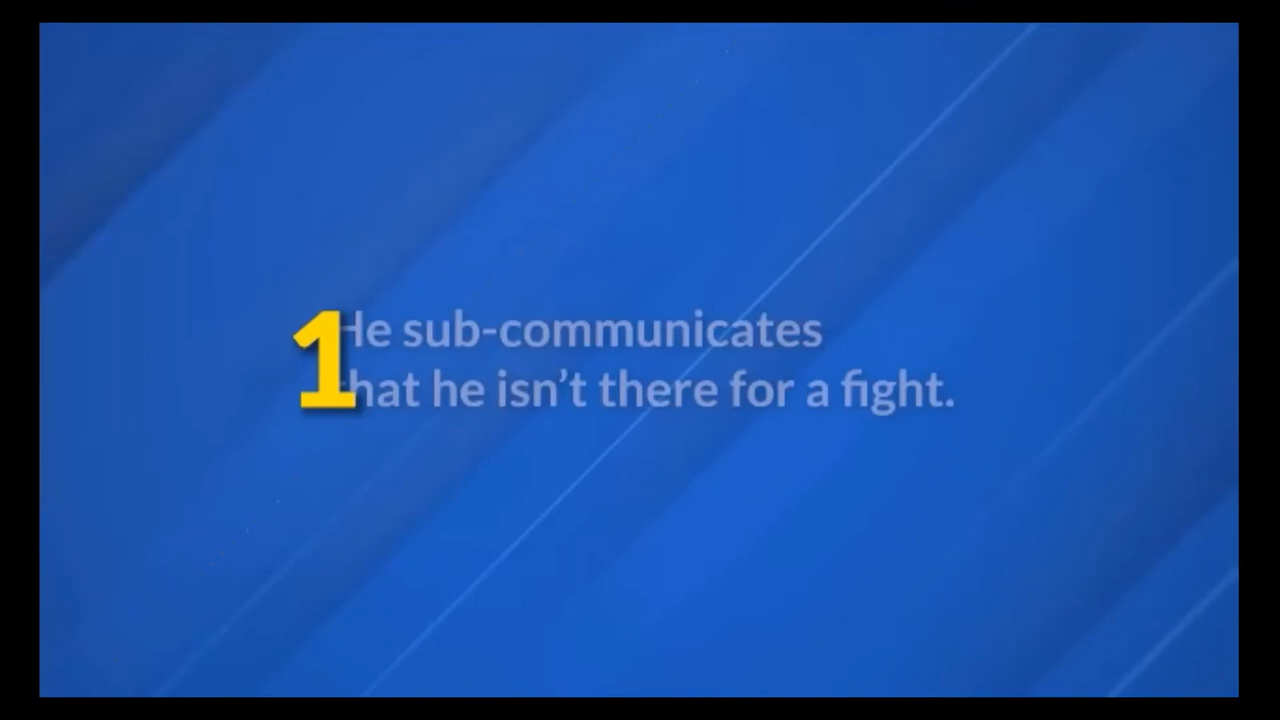 1
He sub-communicates
that he isn’t there for a fight.